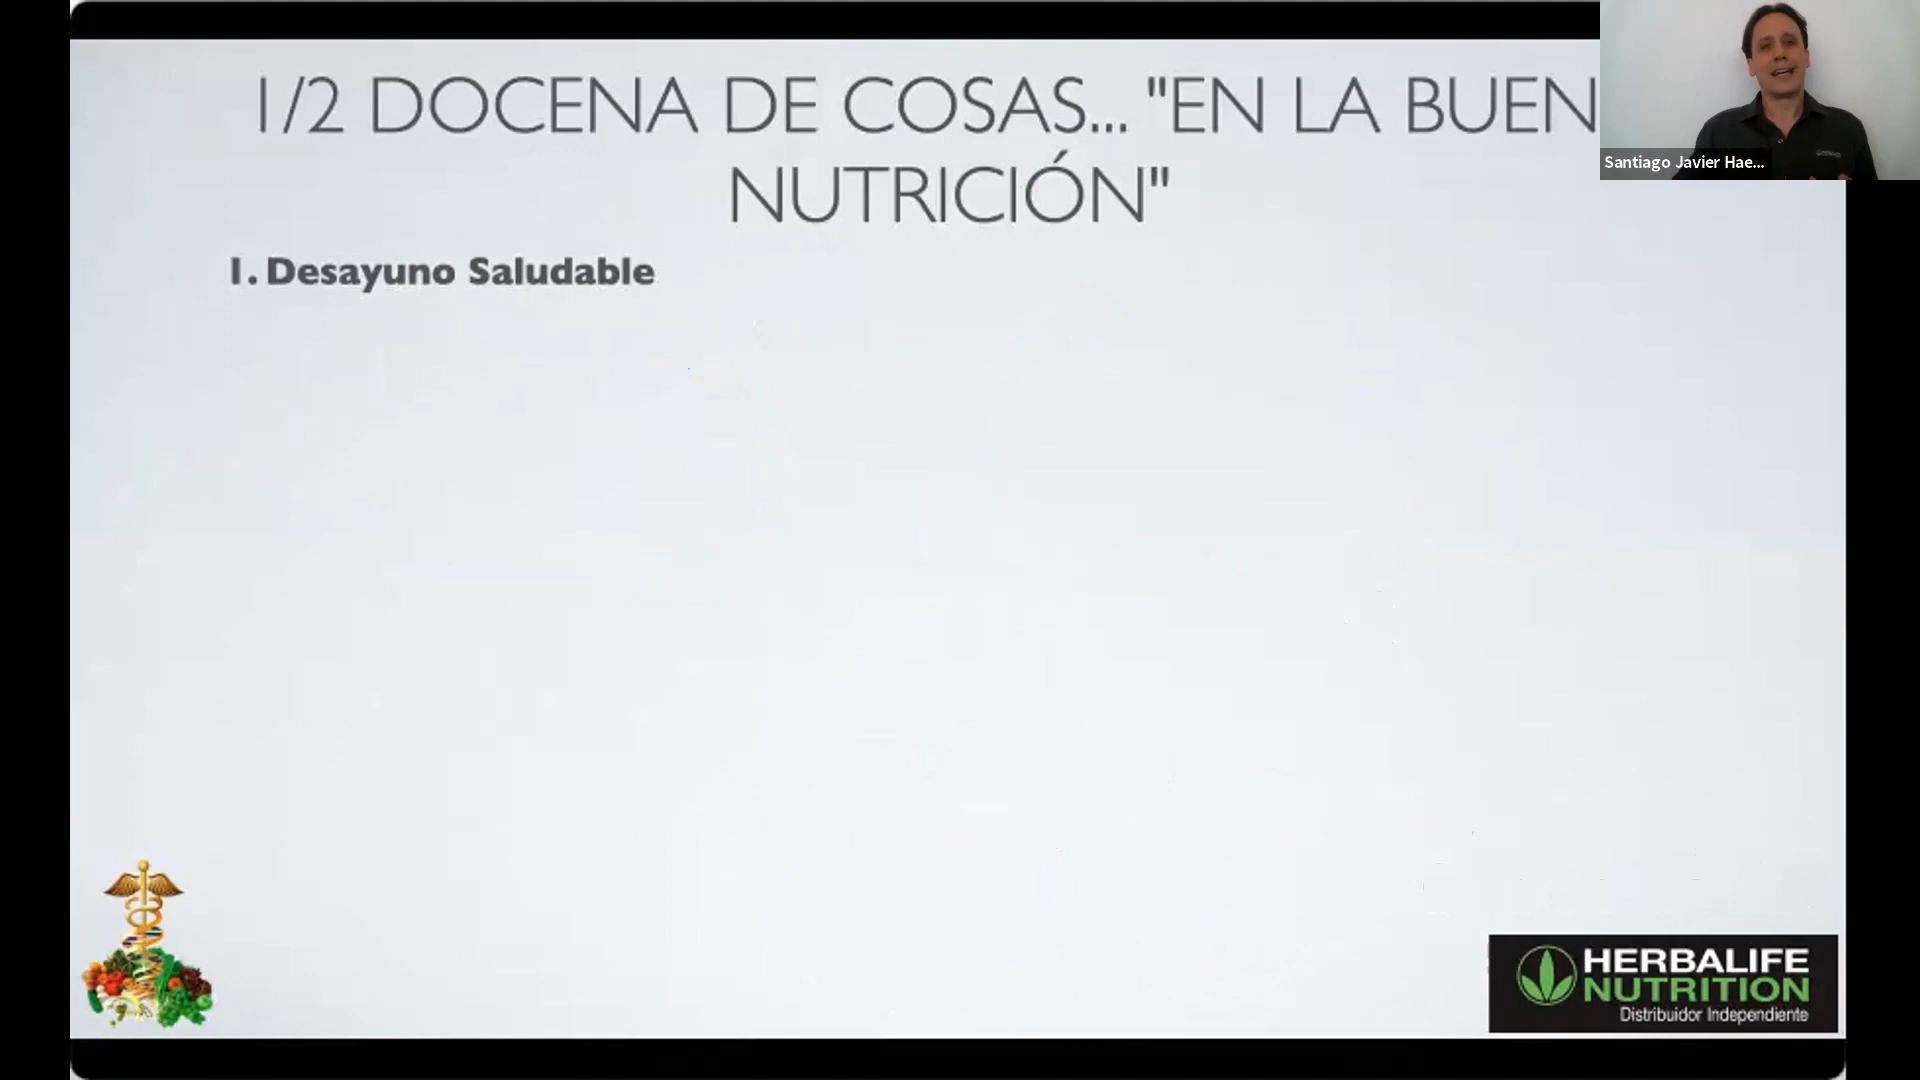 1/2 DOCENA DE COSAS... "EN LA BUEN
NUTRICIÓN"
Santiago Javier Hae...
1. Desayuno Saludable
HERBALIFE
NUTRITION
Distribuidor Independiente